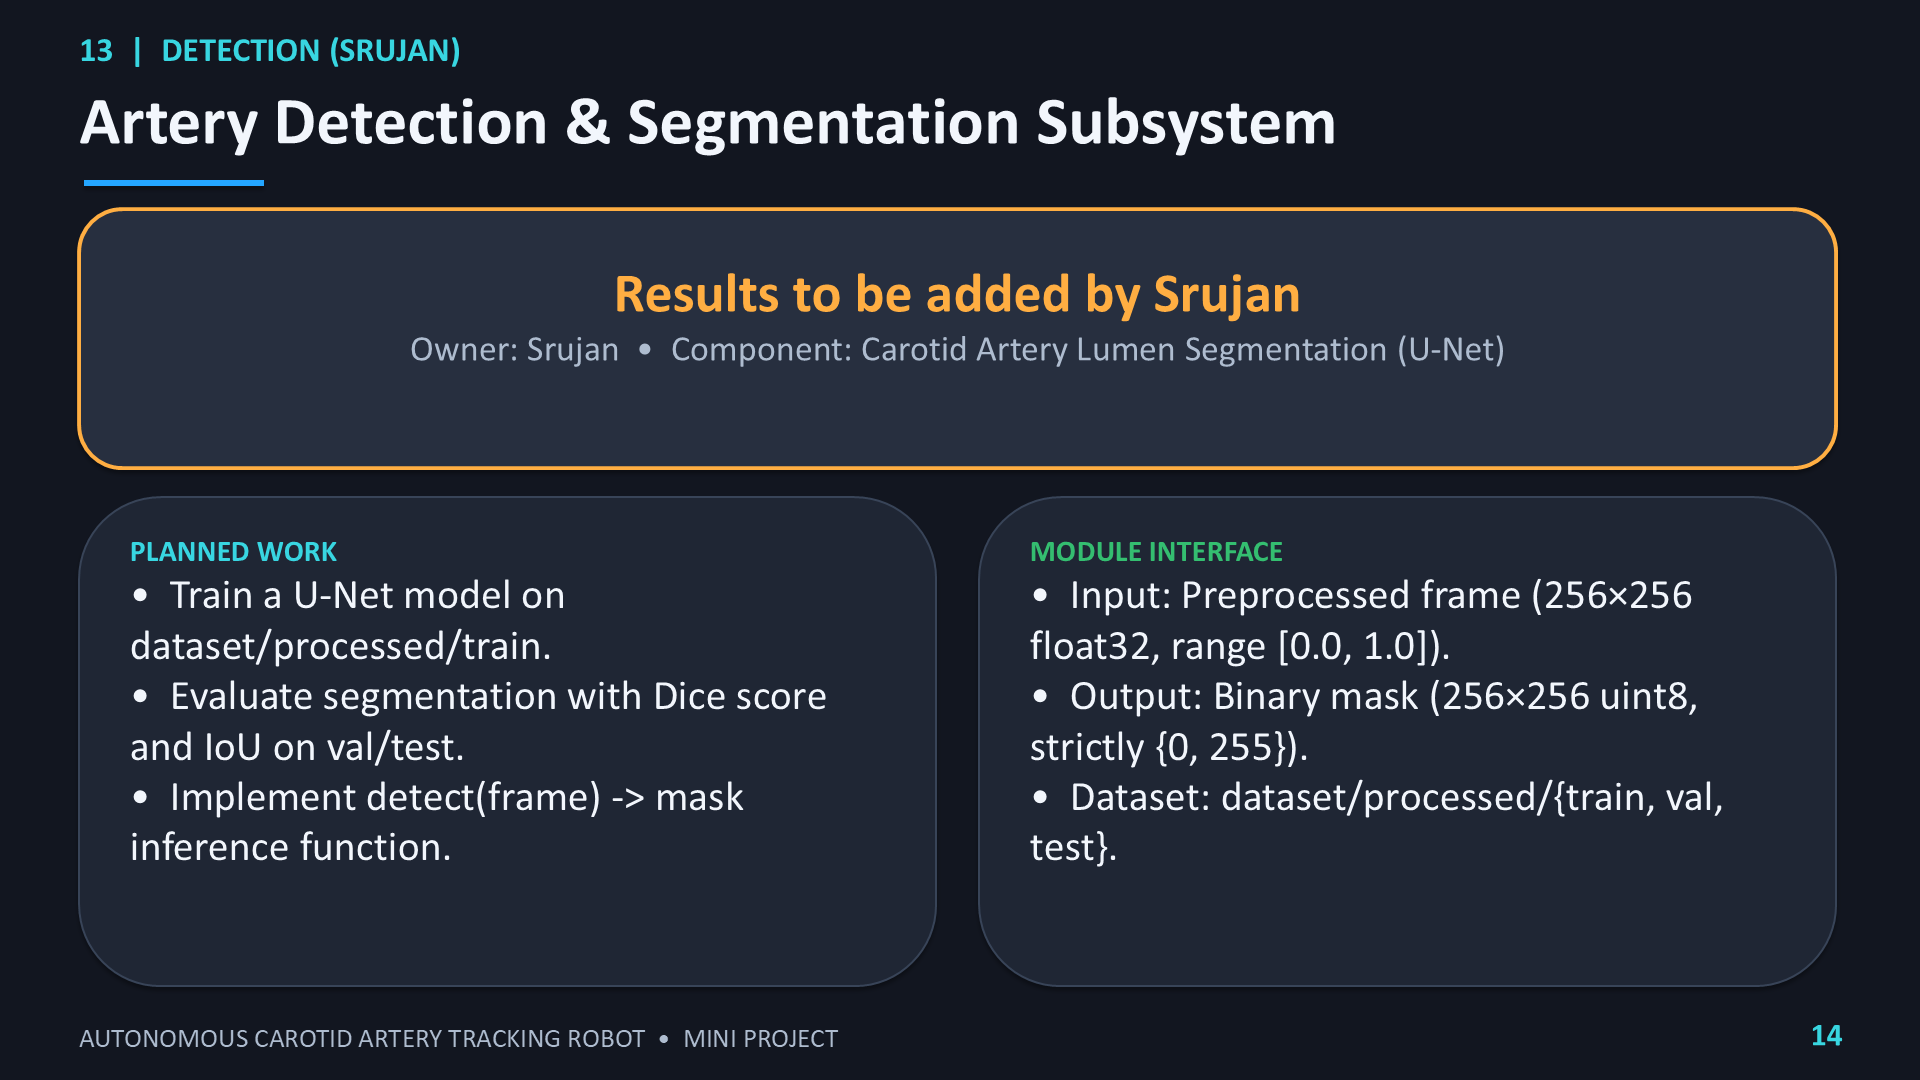 13 | DETECTION (SRUJAN)
Artery Detection & Segmentation Subsystem
Results to be added by Srujan
Owner: Srujan • Component: Carotid Artery Lumen Segmentation (U-Net)
PLANNED WORK
• Train a U-Net model on
dataset/processed/train.
• Evaluate segmentation with Dice score
and IoU on val/test.
• Implement detect(frame) -> mask
inference function.
MODULE INTERFACE
• Input: Preprocessed frame (256×256
float32, range [0.0, 1.0]).
• Output: Binary mask (256×256 uint8,
strictly {0, 255}).
• Dataset: dataset/processed/{train, val,
test}.
AUTONOMOUS CAROTID ARTERY TRACKING ROBOT • MINI PROJECT
14